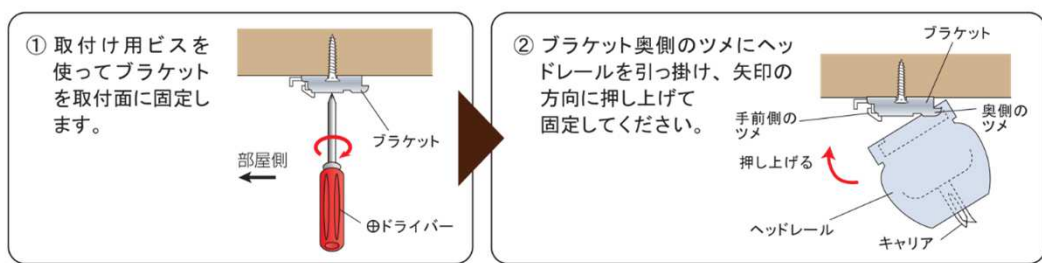 ① 取付け用ビスを
使ってブラケット
を取付面に固定し
ます。
ブラケット
部屋側
⊕ドライバー
② ブラケット奥側のツメにヘッ
ドレールを引っ掛け、矢印の
方向に押し上げて
固定してください。
ブラケット
手前側の
ツメ
奥側の
ツメ
押し上げる
ヘッドレール
キャリア